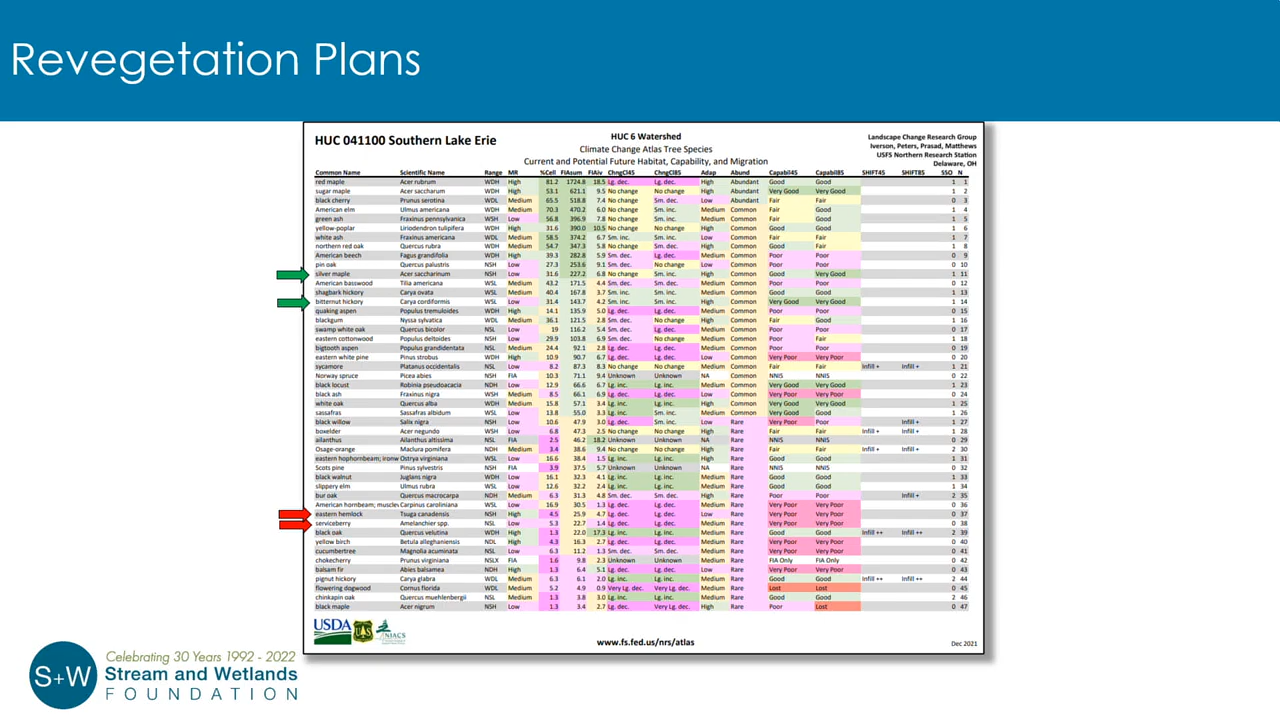 Revegetation Plans
HUC 041100 Southern Lake Erie
HUC 6 Watershed
Climate Change Atlas Tree Species
Current and Potential Future Habitat, Capability, and Migration
Landscape Change Research Group
Iverson, Peters, Prasad, Matthews
USFS Northern Research Station
Delaware, OH
Common Name Scientific Name Range MR %Cell FIAsum FIAiv ChngCl45 ChngCl85 Adap Abund Capabil45 Capabil85 SHIFT45 SHIFT85 SSO N
red maple Acer rubrum WDH High 81.2 1724.8 18.5 Lg. dec. Lg. dec. High Abundant Good Good 1 1
sugar maple Acer saccharum WDH High 53.1 621.1 9.5 No change No change High Abundant Very Good Very Good 1 2
black cherry Prunus serotina WDL Medium 65.5 518.8 7.4 No change Sm. dec. Low Abundant Fair Fair 0 3
American elm Ulmus americana WDH Medium 70.3 470.2 6.0 No change Sm. inc. Medium Common Fair Good 1 4
green ash Fraxinus pennsylvanica WSH Low 56.8 396.9 7.8 No change Sm. inc. Medium Common Fair Good 1 5
yellow-poplar Liriodendron tulipifera WDH High 31.6 390.0 10.5 No change No change High Common Good Good 1 6
white ash Fraxinus americana WDL Medium 58.5 374.2 6.7 Sm. inc. Sm. inc. Low Common Fair Fair 1 7
northern red oak Quercus rubra WDH Medium 54.7 347.3 5.8 No change Sm. dec. High Common Good Fair 1 8
American beech Fagus grandifolia WDH High 39.3 282.8 5.9 Sm. dec. Lg. dec. Medium Common Poor Poor 0 9
pin oak Quercus palustris NSH Low 27.3 253.6 9.1 Sm. dec. No change Low Common Poor Poor 0 10
silver maple Acer saccharinum NSH Low 31.6 227.2 6.8 No change Sm. inc. High Common Good Very Good 1 11
American basswood Tilia americana WSL Medium 43.2 171.5 4.4 Sm. dec. Sm. dec. Medium Common Poor Poor 0 12
shagbark hickory Carya ovata WSL Medium 40.4 167.8 3.7 Sm. inc. Sm. inc. Medium Common Good Good 1 13
bitternut hickory Carya cordiformis WSL Low 31.4 143.7 4.2 Sm. inc. Sm. inc. High Common Very Good Very Good 1 14
quaking aspen Populus tremuloides WDH High 14.1 135.9 5.0 Lg. dec. Lg. dec. Medium Common Poor Poor 0 15
blackgum Nyssa sylvatica WDL Medium 36.1 121.5 2.8 Sm. dec. No change High Common Fair Good 1 16
swamp white oak Quercus bicolor NSL Low 19 116.2 5.4 Sm. dec. Sm. dec. Medium Common Poor Poor 0 17
eastern cottonwood Populus deltoides NSH Low 29.9 103.8 6.9 Sm. dec. No change Medium Common Poor Fair 1 18
bigtooth aspen Populus grandidentata NSL Medium 24.4 92.1 2.8 Lg. dec. Lg. dec. Medium Common Poor Poor 0 19
eastern white pine Pinus strobus WDH High 10.9 90.7 6.7 Lg. dec. Lg. dec. Low Common Very Poor Very Poor 0 20
sycamore Platanus occidentalis NSL Low 8.2 87.3 8.3 No change No change Medium Common Fair Fair Infill + Infill + 1 21
Norway spruce Picea abies NSH FIA 10.3 71.1 9.4 Unknown Unknown NA Common NNIS NNIS 0 22
black locust Robinia pseudoacacia NDH Low 12.9 66.6 6.7 Lg. inc. Lg. inc. Medium Common Very Good Very Good 1 23
black ash Fraxinus nigra WSH Medium 8.5 66.1 6.9 Lg. dec. Lg. dec. Low Common Very Poor Very Poor 0 24
white oak Quercus alba WDH Medium 15.8 57.1 3.4 Lg. inc. Lg. inc. High Common Very Good Very Good 1 25
sassafras Sassafras albidum WSL Low 13.8 55.0 3.3 Lg. inc. Sm. inc. Medium Common Very Good Good 1 26
black willow Salix nigra NSH Low 10.6 47.9 3.0 Lg. dec. Sm. dec. Low Rare Very Poor Poor Infill + 1 27
boxelder Acer negundo WSH Low 6.8 47.3 2.5 No change No change High Rare Fair Fair Infill + Infill + 1 28
ailanthus Ailanthus altissima NSL FIA 2.5 46.2 18.2 Unknown Unknown NA Rare NNIS NNIS 0 29
Osage-orange Maclura pomifera NDH Medium 3.4 38.6 9.4 No change No change High Rare Fair Fair Infill + Infill + 2 30
eastern hophornbeam; ironw Ostrya virginiana WSL Low 16.6 38.4 1.5 Lg. inc. Lg. inc. High Rare Good Good 1 31
Scots pine Pinus sylvestris NSH FIA 3.9 37.5 5.7 Unknown Unknown NA Rare NNIS NNIS 0 32
black walnut Juglans nigra WDH Low 16.1 32.3 4.1 Lg. inc. Lg. inc. Medium Rare Good Good 1 33
slippery elm Ulmus rubra WSL Low 12.6 32.2 2.4 Lg. inc. Lg. inc. Medium Rare Good Good 1 34
bur oak Quercus macrocarpa NDH Medium 6.3 31.3 4.8 Sm. dec. Sm. dec. High Rare Poor Poor Infill + 2 35
American hornbeam; muscle Carpinus caroliniana WSL Low 16.9 30.5 1.3 Lg. dec. Lg. dec. Medium Rare Very Poor Very Poor 0 36
eastern hemlock Tsuga canadensis NSH High 4.5 25.9 4.7 Lg. dec. Lg. dec. Low Rare Very Poor Very Poor 0 37
serviceberry Amelanchier spp. NSL Low 5.3 22.7 1.4 Lg. dec. Lg. dec. Medium Rare Very Poor Very Poor 0 38
black oak Quercus velutina WDH High 1.3 22.0 17.3 Lg. inc. Lg. inc. Medium Rare Good Good Infill ++ Infill ++ 2 39
yellow birch Betula alleghaniensis NDL High 4.3 16.3 2.7 Lg. dec. Lg. dec. Medium Rare Very Poor Very Poor 0 40
cucumbertree Magnolia acuminata NSL Low 6.3 11.2 1.3 Sm. dec. Sm. dec. Medium Rare Very Poor Very Poor 0 41
chokecherry Prunus virginiana NSLX FIA 1.6 9.8 2.3 Unknown Unknown Medium Rare FIA Only FIA Only 0 42
balsam fir Abies balsamea NDH High 1.3 6.4 5.1 Lg. dec. Lg. dec. Low Rare Very Poor Very Poor 0 43
pignut hickory Carya glabra WDL Medium 6.3 6.1 2.0 Lg. inc. Lg. inc. Medium Rare Good Good Infill ++ Infill ++ 2 44
flowering dogwood Cornus florida WDL Medium 5.2 4.9 0.9 Very Lg. dec. Very Lg. dec. Medium Rare Lost Lost 0 45
chinkapin oak Quercus muehlenbergii NSL Medium 1.3 3.8 3.0 Lg. inc. Lg. inc. Medium Rare Good Good 2 46
black maple Acer nigrum NSH Low 1.3 3.4 2.7 Lg. dec. Very Lg. dec. High Rare Poor Lost 0 47
USDA
NIACS
www.fs.fed.us/nrs/atlas
Dec 2021
S+W
Celebrating 30 Years 1992 - 2022
Stream and Wetlands
FOUNDATION